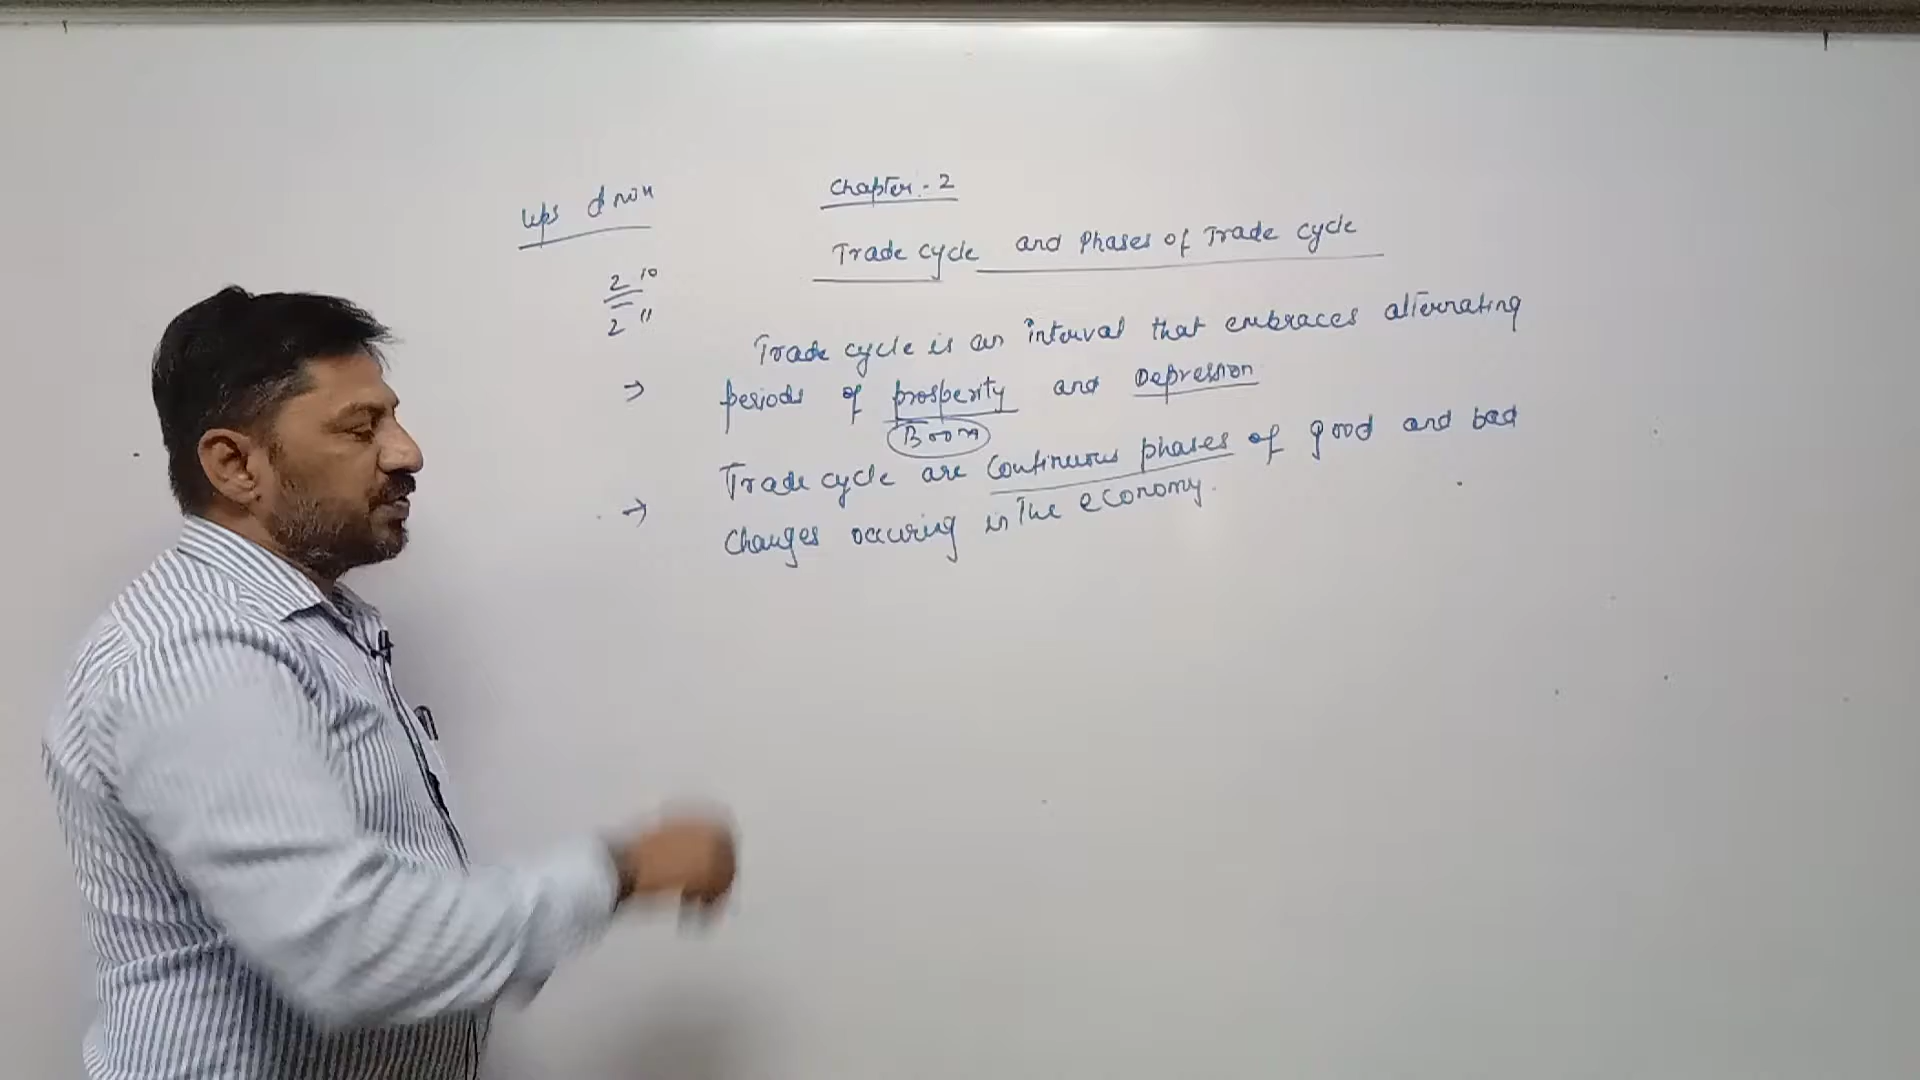 Chapter - 2
Trade cycle and Phases of Trade cycle
Trade cycle is an interval that embraces alternating
⇒ periods of prosperity and Depression
Boom
Trade cycle are continuous phases of good and bad
→ changes occuring in the economy.
ups
2 10
2 11